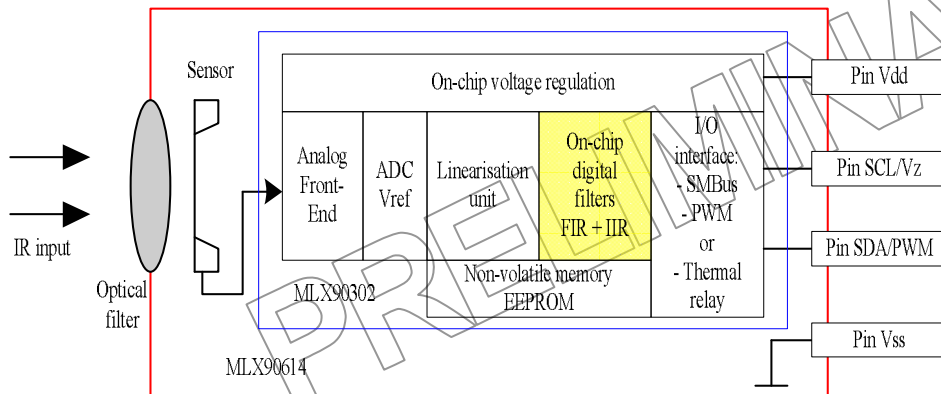 Sensor
On-chip voltage regulation
Pin Vdd
Analog
Front-
End
ADC
Vref
Linearisation
unit
On-chip
digital
filters
FIR + IIR
I/O
interface:
- SMBus
- PWM
or
- Thermal
relay
Pin SCL/Vz
Pin SDA/PWM
IR input
Optical
filter
Non-volatile memory
EEPROM
MLX90302
MLX90614
Pin Vss
PRELIMINA